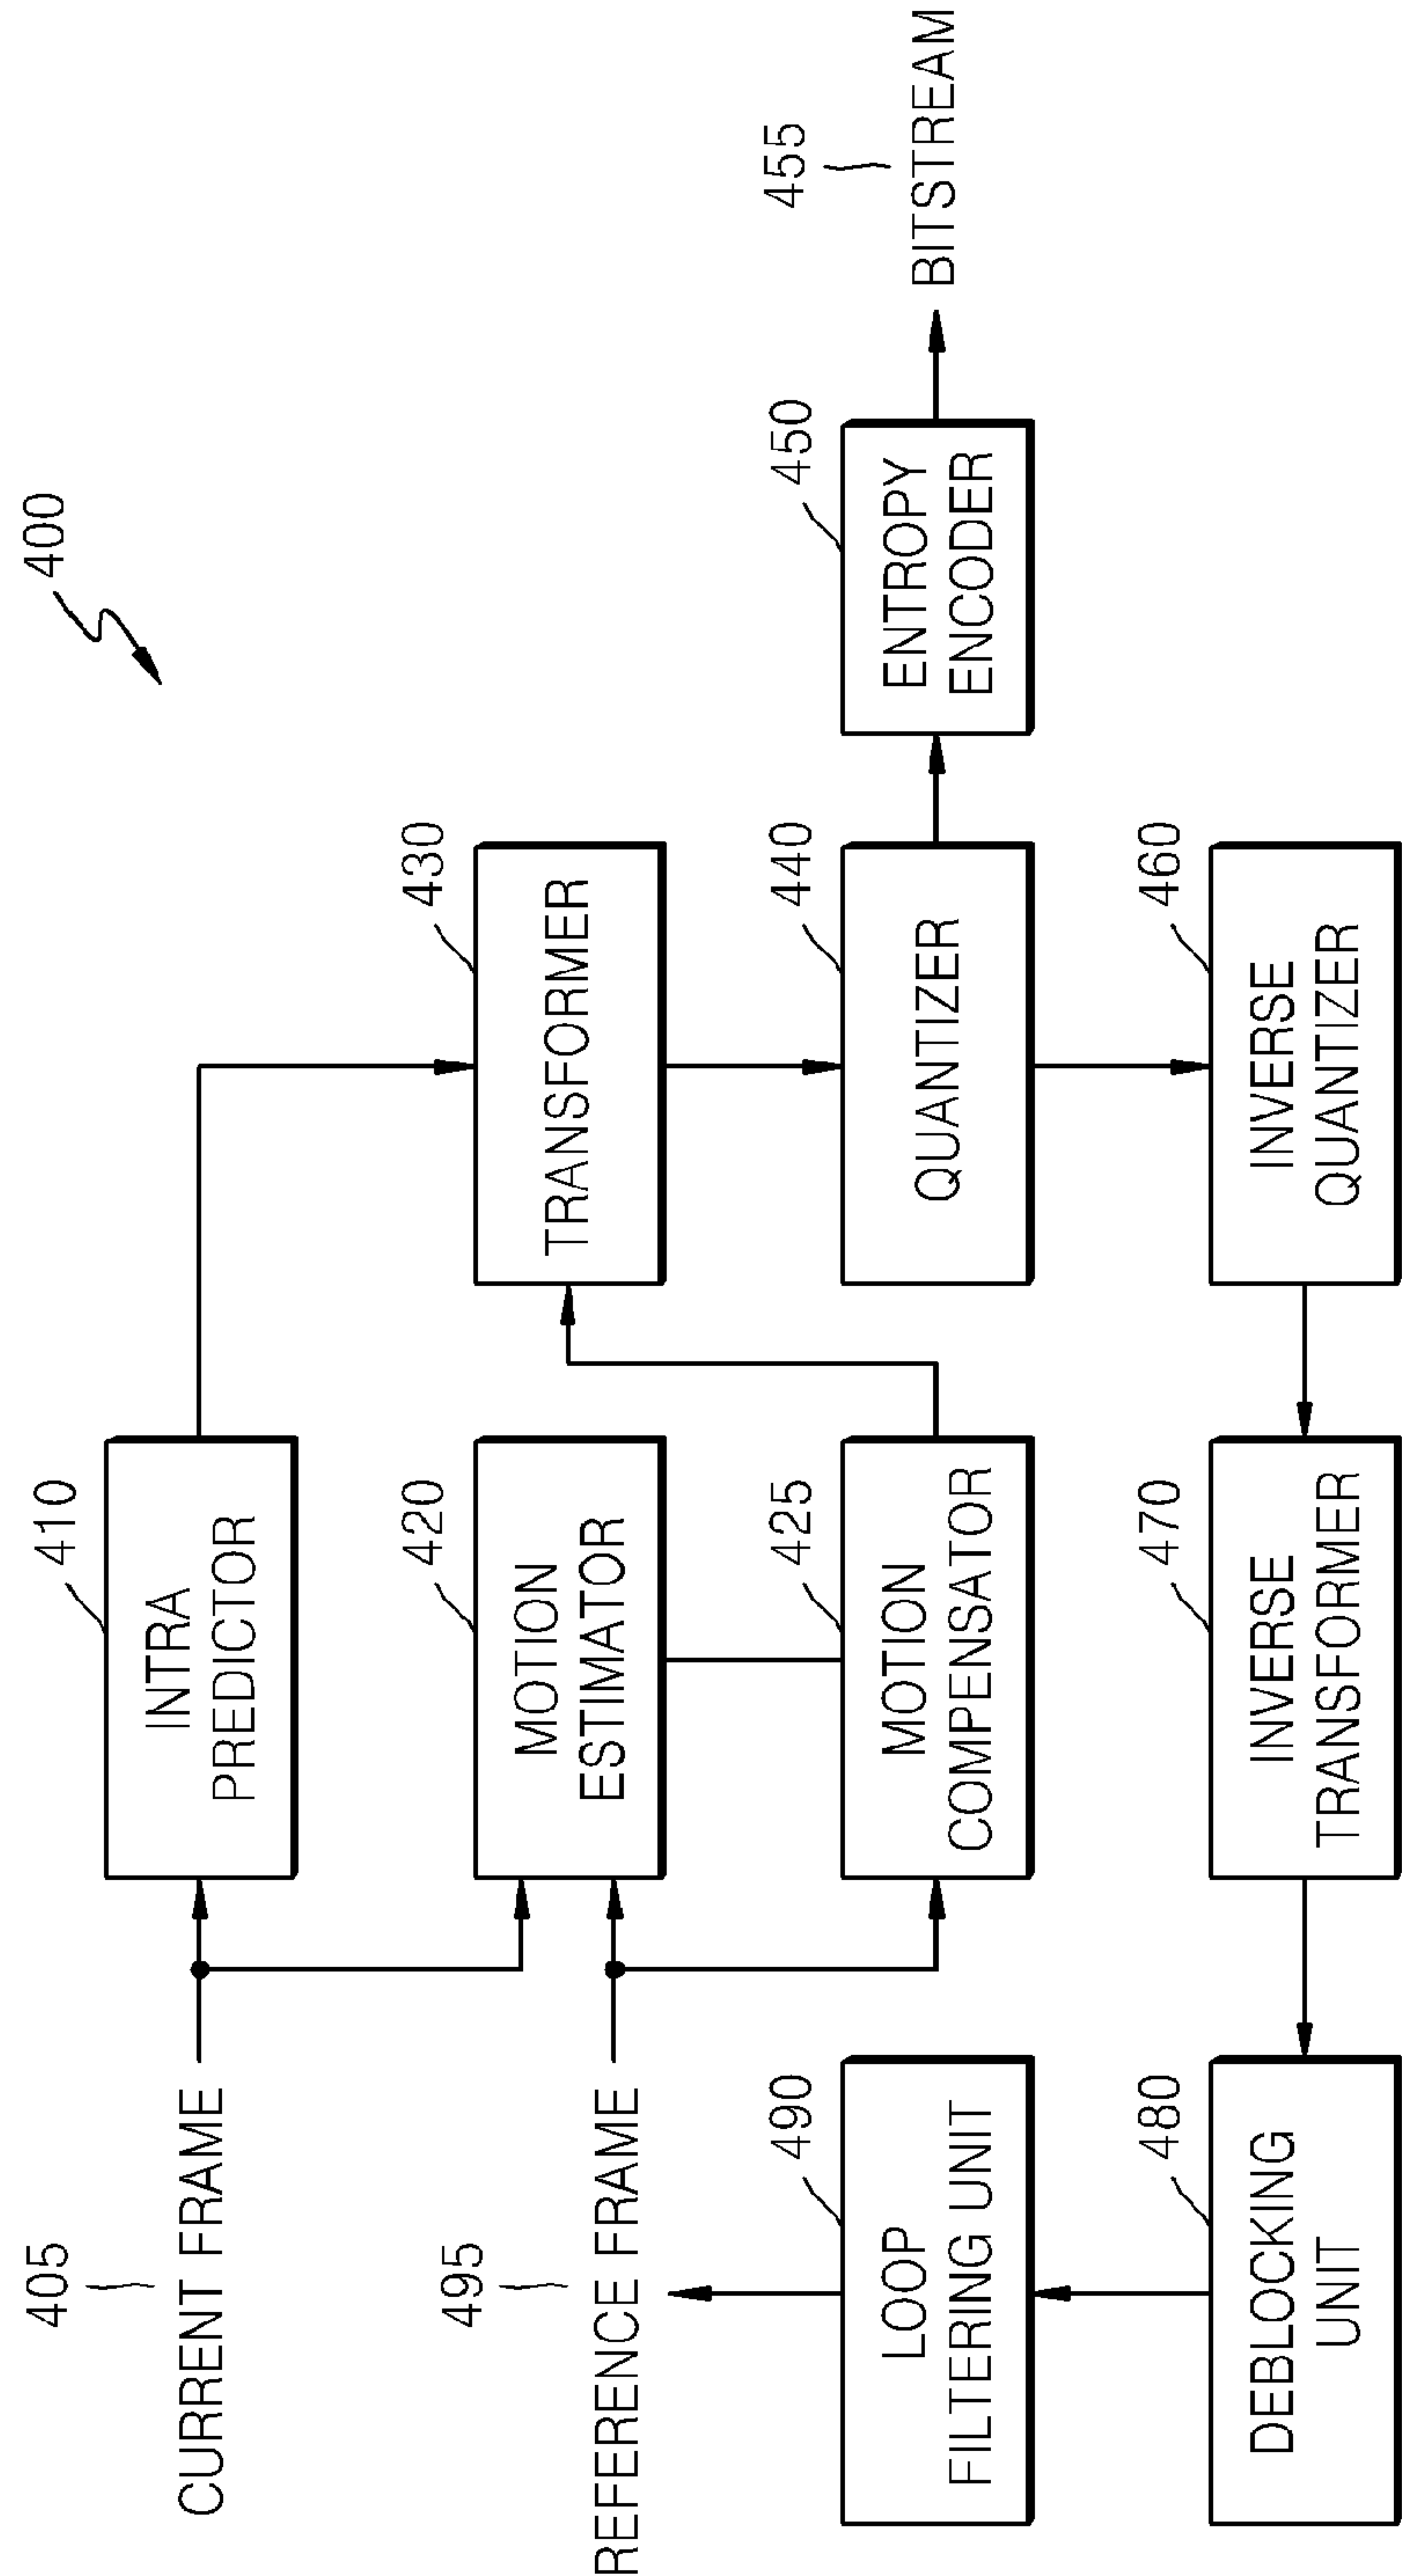 400
405
CURRENT FRAME
410
INTRA
PREDICTOR
495
REFERENCE FRAME
420
MOTION
ESTIMATOR
430
TRANSFORMER
490
LOOP
FILTERING UNIT
425
MOTION
COMPENSATOR
440
QUANTIZER
450
ENTROPY
ENCODER
455
BITSTREAM
480
DEBLOCKING
UNIT
470
INVERSE
TRANSFORMER
460
INVERSE
QUANTIZER